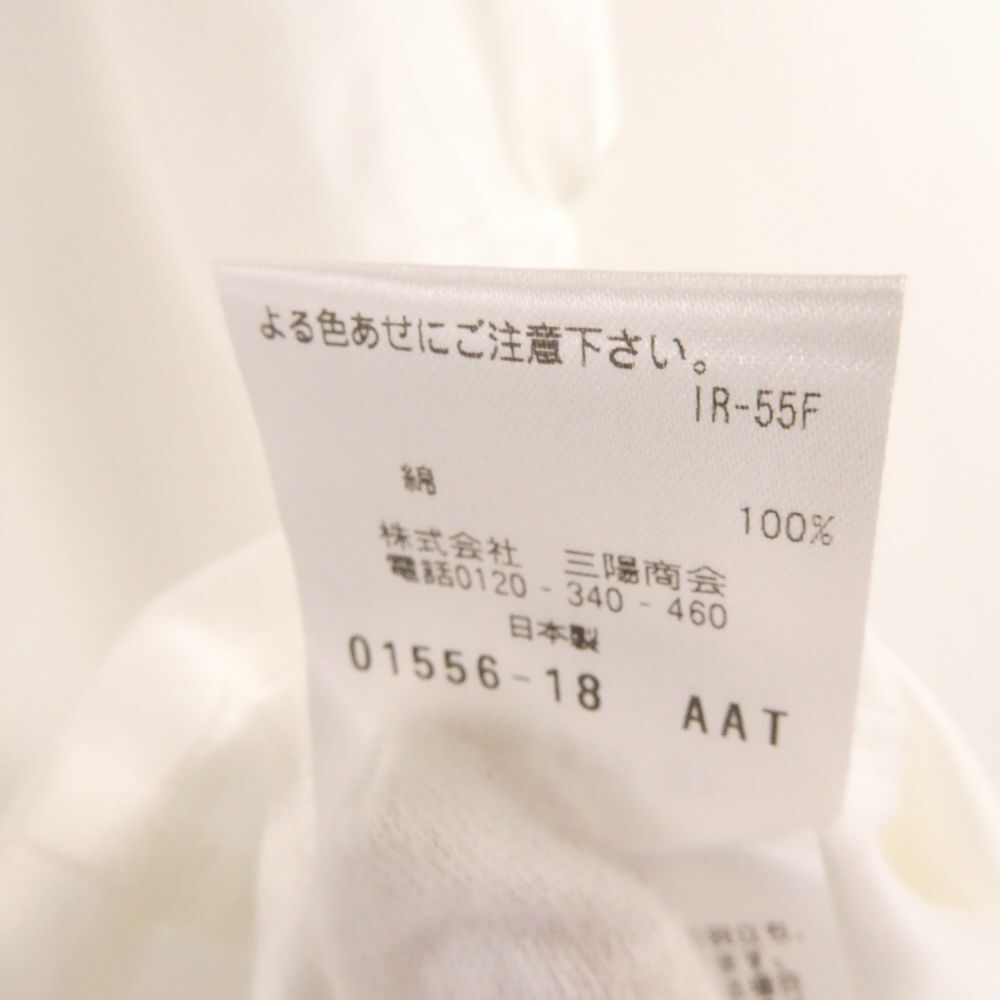 よる色あせにご注意下さい。
IR-55F
綿 100%
株式会社 三陽商会
電話0120 - 340 - 460
日本製
01556-18 AAT